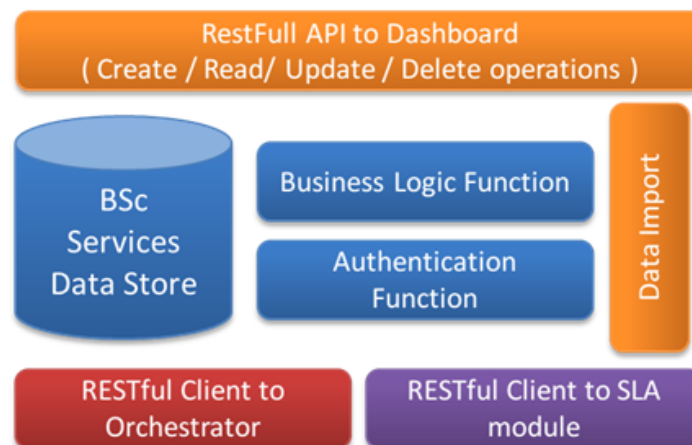 RestFull API to Dashboard
( Create / Read/ Update / Delete operations )
BSc
Services
Data Store
Business Logic Function
Authentication
Function
Data Import
RESTful Client to
Orchestrator
RESTful Client to SLA
module